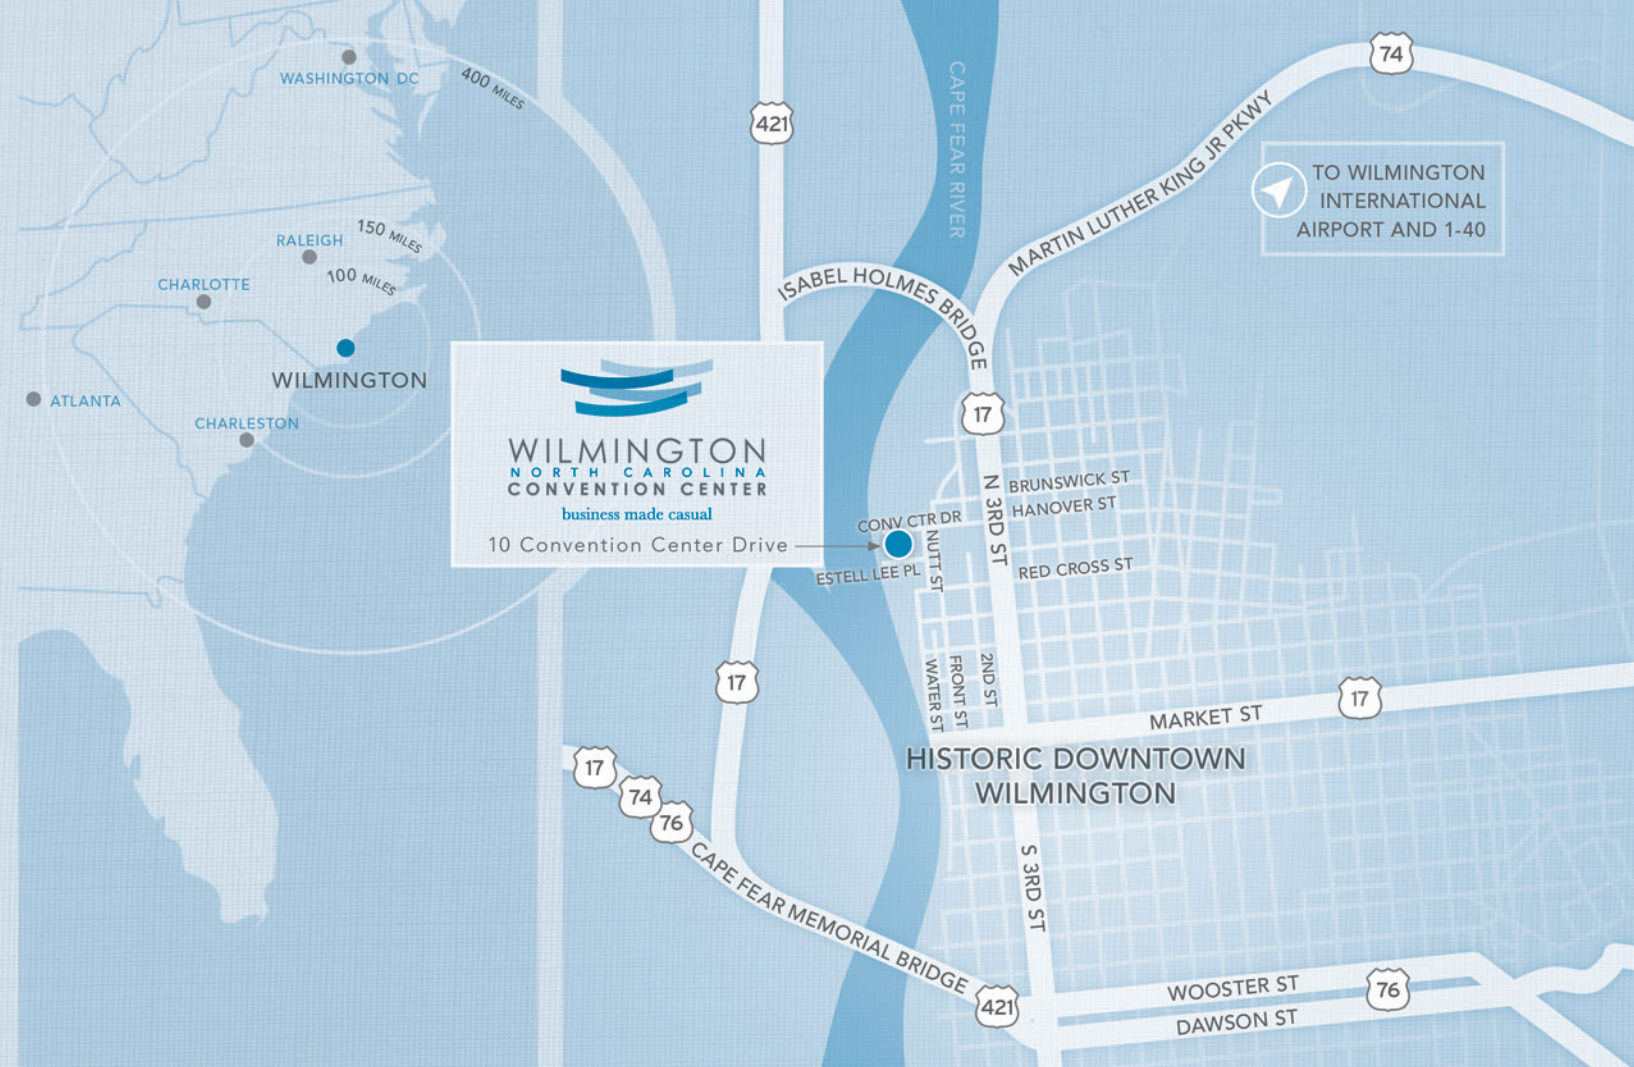 WASHINGTON DC
400 MILES
RALEIGH
150 MILES
100 MILES
CHARLOTTE
WILMINGTON
ATLANTA
CHARLESTON
WILMINGTON
NORTH CAROLINA
CONVENTION CENTER
business made casual
10 Convention Center Drive
421
CAPE FEAR RIVER
74
MARTIN LUTHER KING JR PKWY
TO WILMINGTON
INTERNATIONAL
AIRPORT AND 1-40
ISABEL HOLMES BRIDGE
17
N 3RD ST
BRUNSWICK ST
HANOVER ST
CONV CTR DR
NUTT ST
ESTELL LEE PL
RED CROSS ST
WATER ST
FRONT ST
2ND ST
17
MARKET ST
17
HISTORIC DOWNTOWN
WILMINGTON
17
74
76
CAPE FEAR MEMORIAL BRIDGE
S 3RD ST
421
WOOSTER ST
76
DAWSON ST